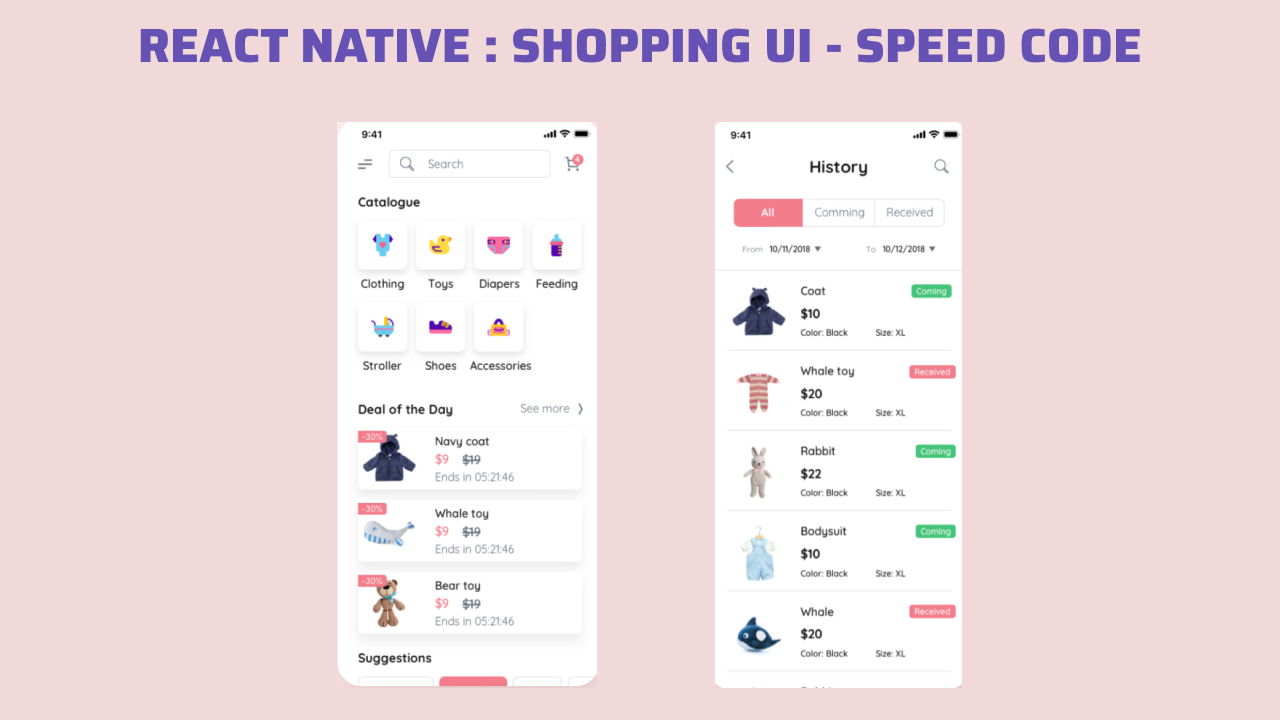 REACT NATIVE : SHOPPING UI - SPEED CODE
9:41
Search
4
Catalogue
Clothing Toys Diapers Feeding
Stroller Shoes Accessories
Deal of the Day See more
-30%
Navy coat
$9 $19
Ends in 05:21:46
-30%
Whale toy
$9 $19
Ends in 05:21:46
-30%
Bear toy
$9 $19
Ends in 05:21:46
Suggestions
9:41
History
All Comming Received
From 10/11/2018 To 10/12/2018
Coat Coming
$10
Color: Black Size: XL
Whale toy Received
$20
Color: Black Size: XL
Rabbit Coming
$22
Color: Black Size: XL
Bodysuit Coming
$10
Color: Black Size: XL
Whale Received
$20
Color: Black Size: XL